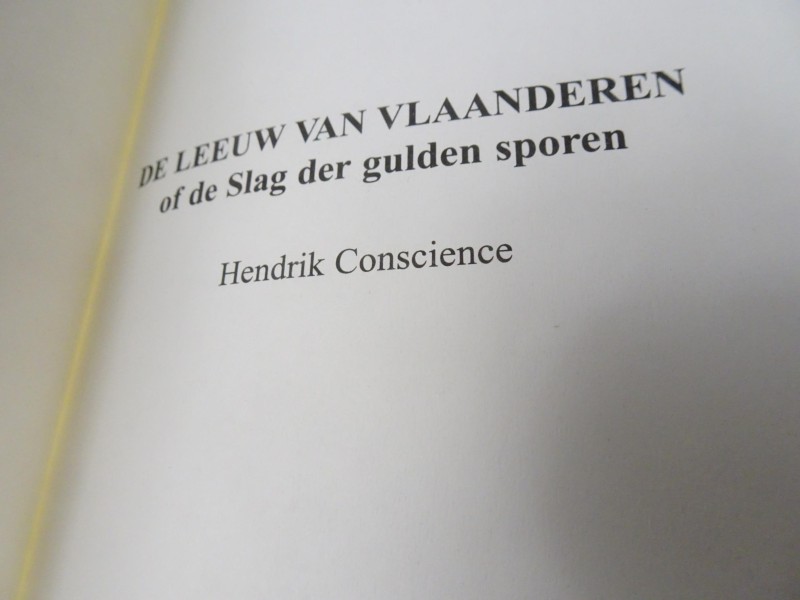 DE LEEUW VAN VLAANDEREN
of de Slag der gulden sporen
Hendrik Conscience